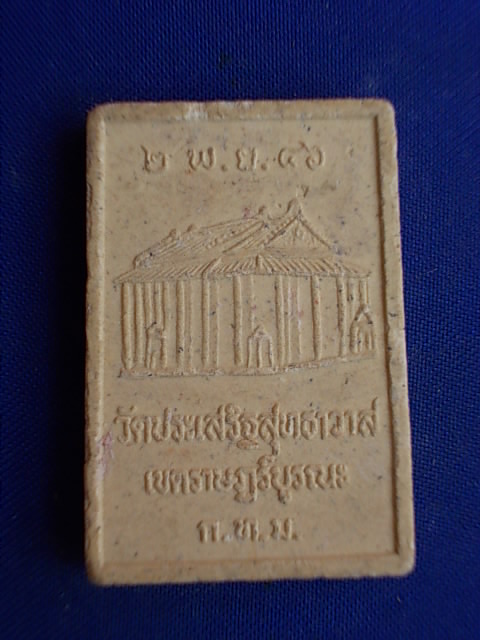 ๒ พ.ย. ๔๖
วัดประเสริฐสุทธาวาส
เขตราษฎร์บูรณะ
ก.ท.ม.